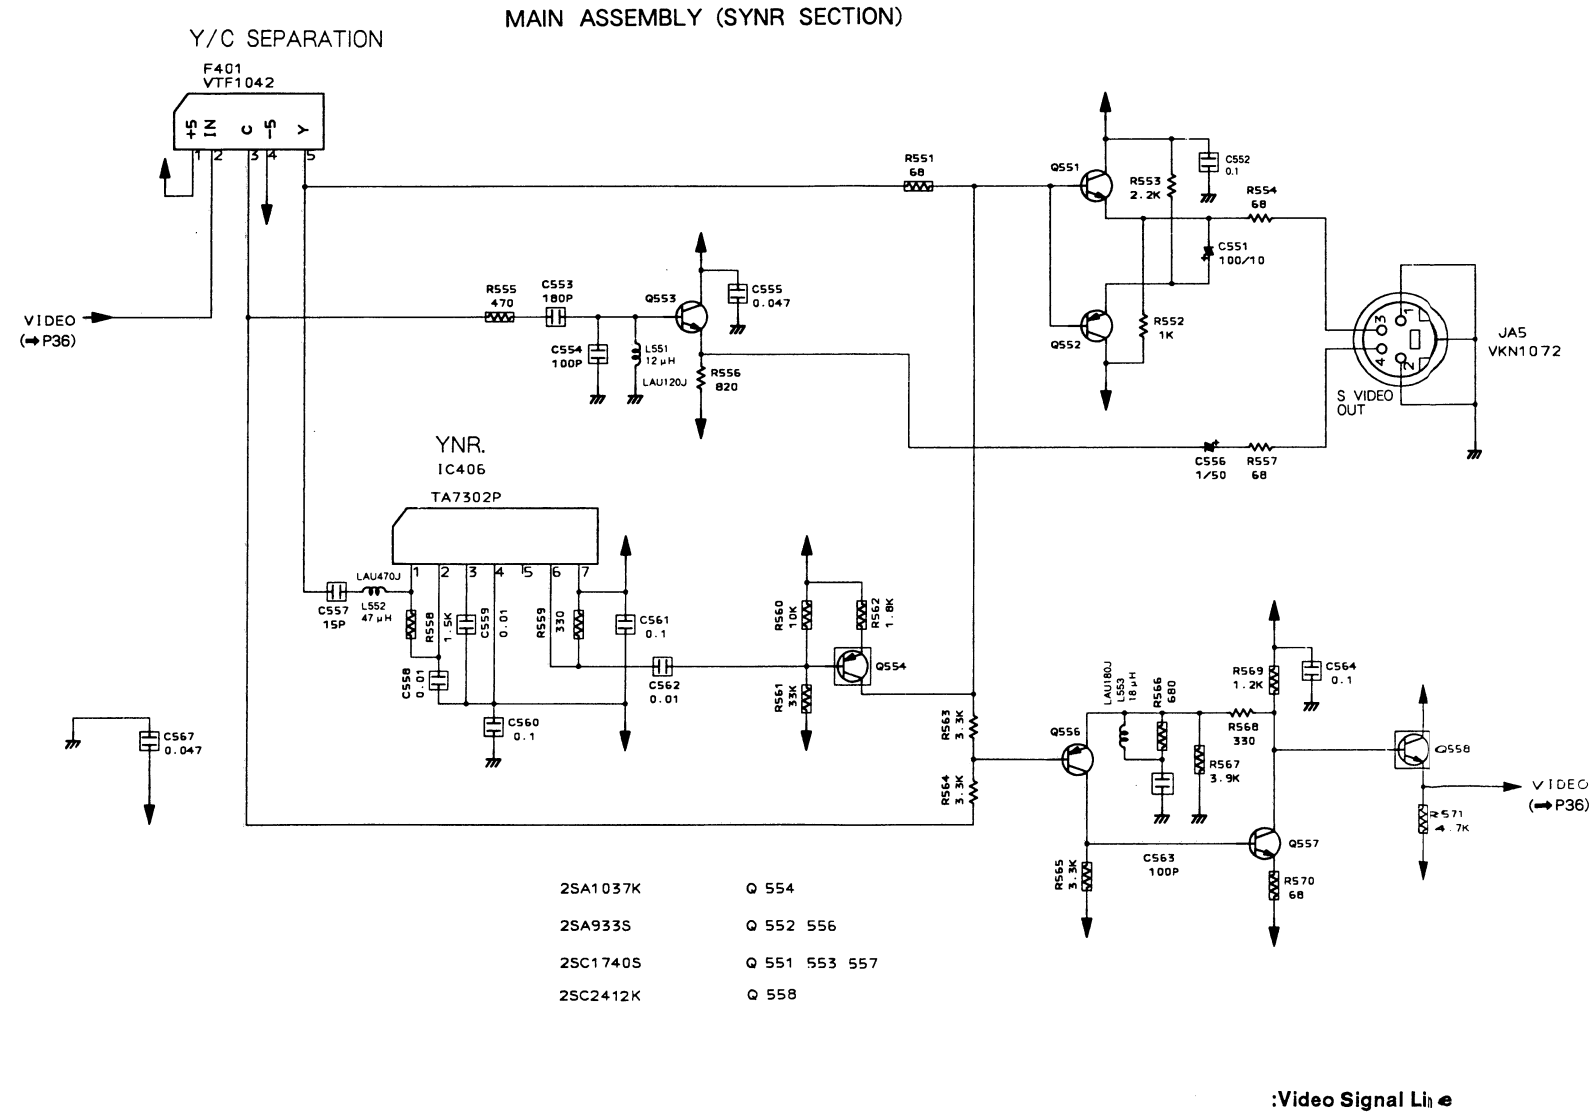 MAIN ASSEMBLY (SYNR SECTION)
Y/C SEPARATION
F401
VTF1042
+5
IN
C
-5
Y
1
2
3
4
5
VIDEO
(➡P36)
R551
68
Q551
R553
2.2K
C552
0.1
R554
68
C551
100/10
R552
1K
Q552
R555
470
C553
180P
Q553
C555
0.047
C554
100P
L551
12μH
LAU120J
R556
820
3
1
4
2
JA5
VKN1072
S VIDEO
OUT
C556
1/50
R557
68
YNR.
IC406
TA7302P
1
2
3
4
5
6
7
LAU470J
C557
15P
L552
47μH
R558
1.5K
C559
0.01
R559
330
C561
0.1
C558
0.01
C560
0.1
C562
0.01
R560
10K
R562
1.8K
Q554
R561
33K
R563
3.3K
R564
3.3K
C567
0.047
Q556
LAU180J
L553
18μH
R566
680
R569
1.2K
C564
0.1
R568
330
R567
3.9K
Q558
VIDEO
(➡P36)
R571
4.7K
R565
3.3K
C563
100P
Q557
R570
68
2SA1037K Q 554
2SA933S Q 552 556
2SC1740S Q 551 553 557
2SC2412K Q 558
:Video Signal Line